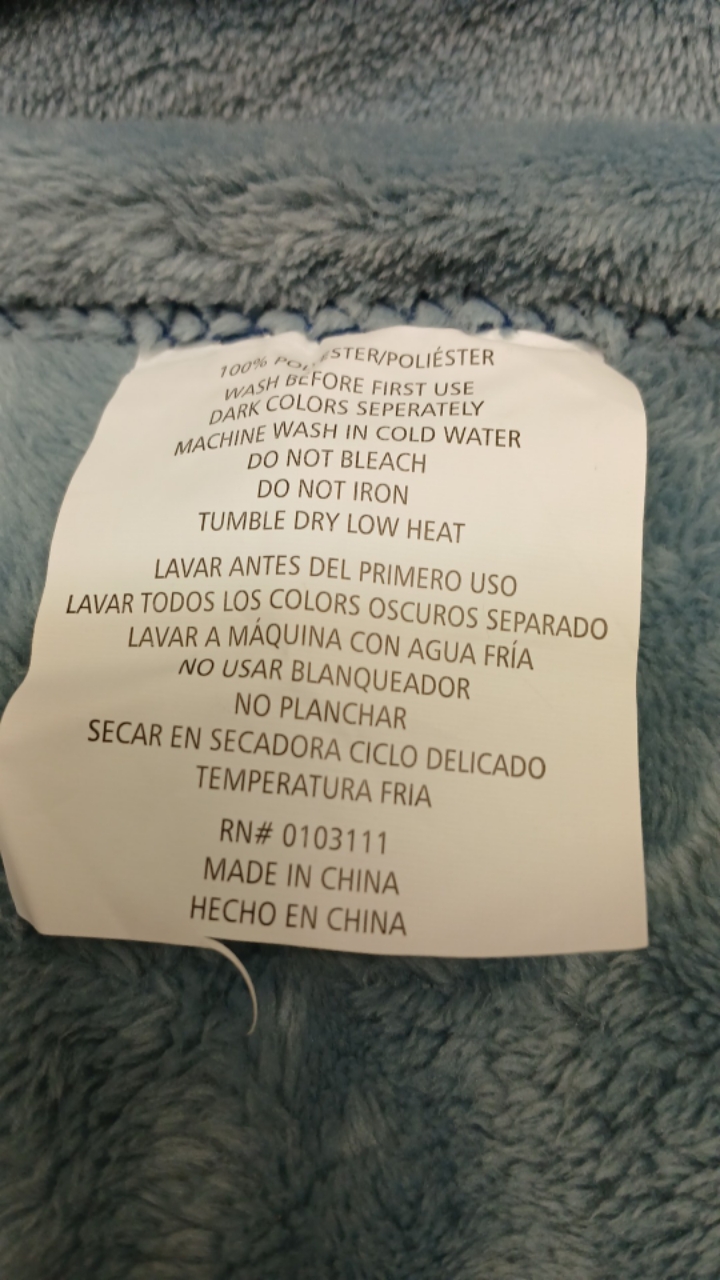 100% POLYESTER/POLIÉSTER
WASH BEFORE FIRST USE
DARK COLORS SEPERATELY
MACHINE WASH IN COLD WATER
DO NOT BLEACH
DO NOT IRON
TUMBLE DRY LOW HEAT
LAVAR ANTES DEL PRIMERO USO
LAVAR TODOS LOS COLORS OSCUROS SEPARADO
LAVAR A MÁQUINA CON AGUA FRÍA
NO USAR BLANQUEADOR
NO PLANCHAR
SECAR EN SECADORA CICLO DELICADO
TEMPERATURA FRIA
RN# 0103111
MADE IN CHINA
HECHO EN CHINA